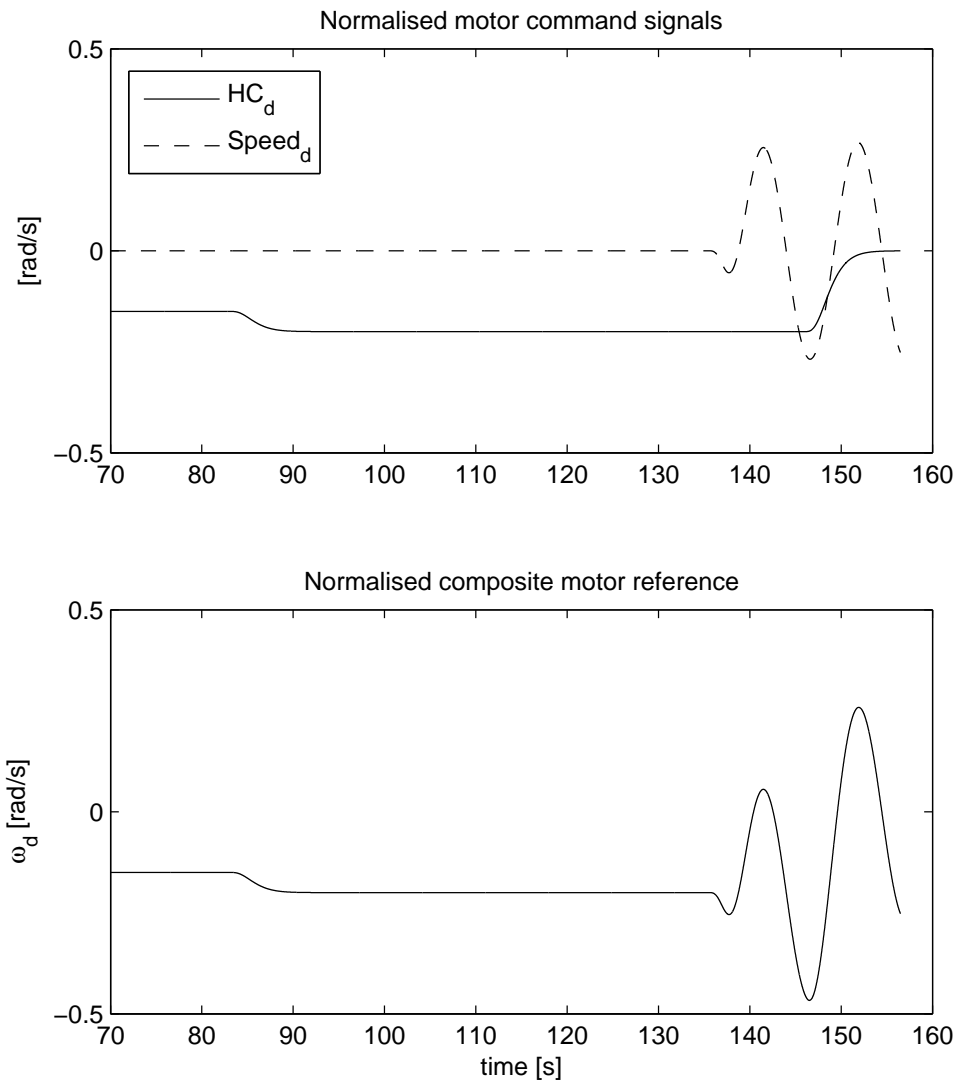 Normalised motor command signals
0.5
0
−0.5
[rad/s]
HC_d
Speed_d
70 80 90 100 110 120 130 140 150 160
Normalised composite motor reference
0.5
0
−0.5
ω_d [rad/s]
70 80 90 100 110 120 130 140 150 160
time [s]